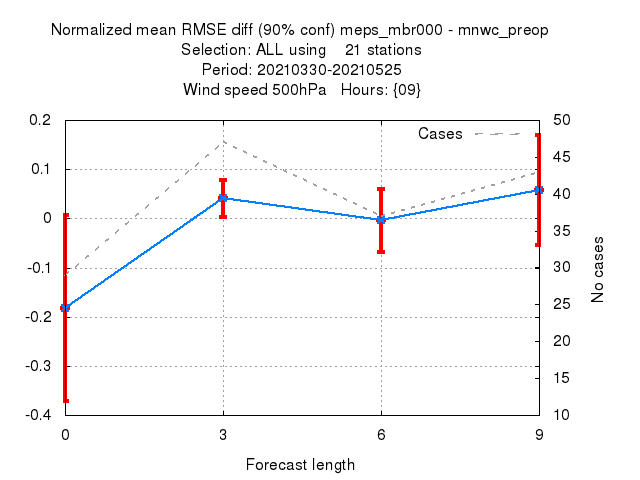 Normalized mean RMSE diff (90% conf) meps_mbr000 - mnwc_preop
Selection: ALL using    21 stations
Period: 20210330-20210525
Wind speed 500hPa   Hours: {09}
0.2
0.1
0
-0.1
-0.2
-0.3
-0.4
Cases
50
45
40
35
30
25
20
15
10
No cases
0 3 6 9
Forecast length